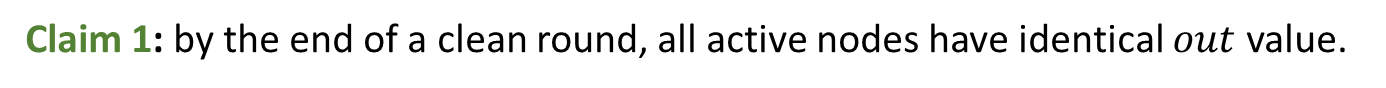 Claim 1: by the end of a clean round, all active nodes have identical out value.